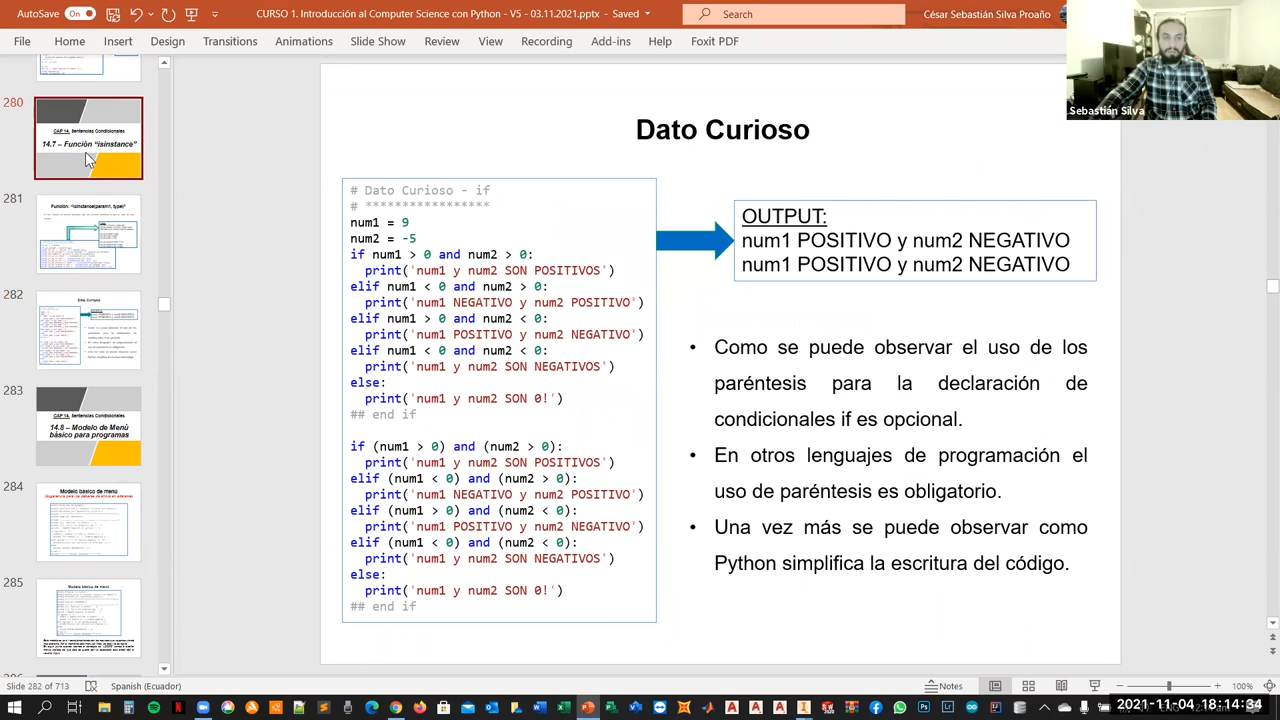 AutoSave On
CURSO 1. Introducción a Python - 15 - 03.11.2021.pptx - Saved
Search
César Sebastián Silva Proaño
File Home Insert Design Transitions Animations Slide Show Review View Recording Add-ins Help Foxit PDF
Sebastián Silva
280
CAP 14. Sentencias Condicionales
14.7 – Función "isinstance"
281
282
Dato Curioso
283
CAP 14. Sentencias Condicionales
14.8 – Modelo de Menú
básico para programas
284
Modelo básico de menú
285
Modelo básico de menú
Dato Curioso
# Dato Curioso - if
# *****************
num1 = 9
num2 = -5
if num1 > 0 and num2 > 0:
print('num1 y num2 SON POSITIVOS')
elif num1 < 0 and num2 > 0:
print('num1 NEGATIVO y num2 POSITIVO')
elif num1 > 0 and num2 < 0:
print('num1 POSITIVO y num2 NEGATIVO')
elif num1 < 0 and num2 < 0:
print('num1 y num2 SON NEGATIVOS')
else:
print('num1 y num2 SON 0!')
## end if
if (num1 > 0) and (num2 > 0):
print('num1 y num2 SON POSITIVOS')
elif (num1 < 0) and (num2 > 0):
print('num1 NEGATIVO y num2 POSITIVO')
elif (num1 > 0) and (num2 < 0):
print('num1 POSITIVO y num2 NEGATIVO')
elif (num1 < 0) and (num2 < 0):
print('num1 y num2 SON NEGATIVOS')
else:
print('num1 y num2 SON 0!')
## end if
OUTPUT:
num1 POSITIVO y num2 NEGATIVO
num1 POSITIVO y num2 NEGATIVO
• Como se puede observar el uso de los
paréntesis para la declaración de
condicionales if es opcional.
• En otros lenguajes de programación el
uso de paréntesis es obligatorio.
• Una vez más se puede observar como
Python simplifica la escritura del código.
Slide 282 of 713
Spanish (Ecuador)
Notes
100%
2021-11-04 18:14:34